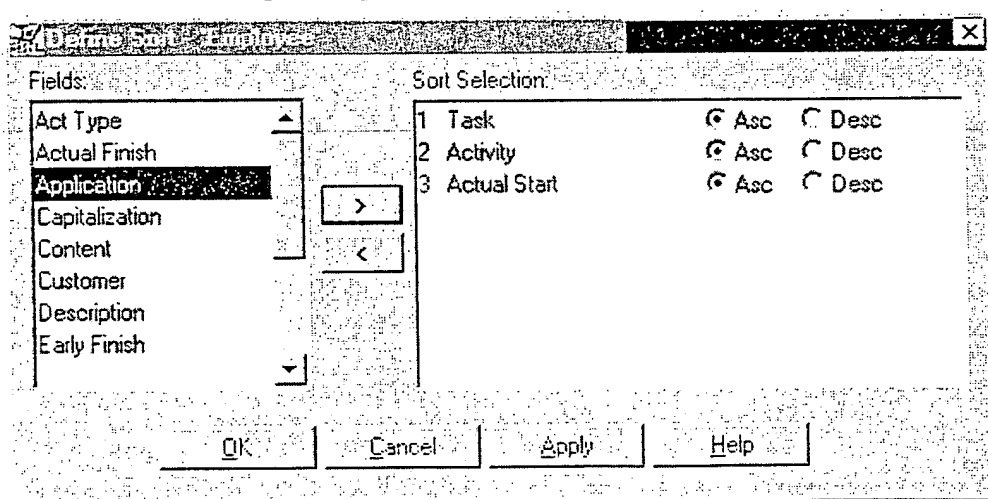 Define Sort - Employee
Fields:
Act Type
Actual Finish
Application
Capitalization
Content
Customer
Description
Early Finish
>
<
Sort Selection:
1 Task Asc Desc
2 Activity Asc Desc
3 Actual Start Asc Desc
OK Cancel Apply Help